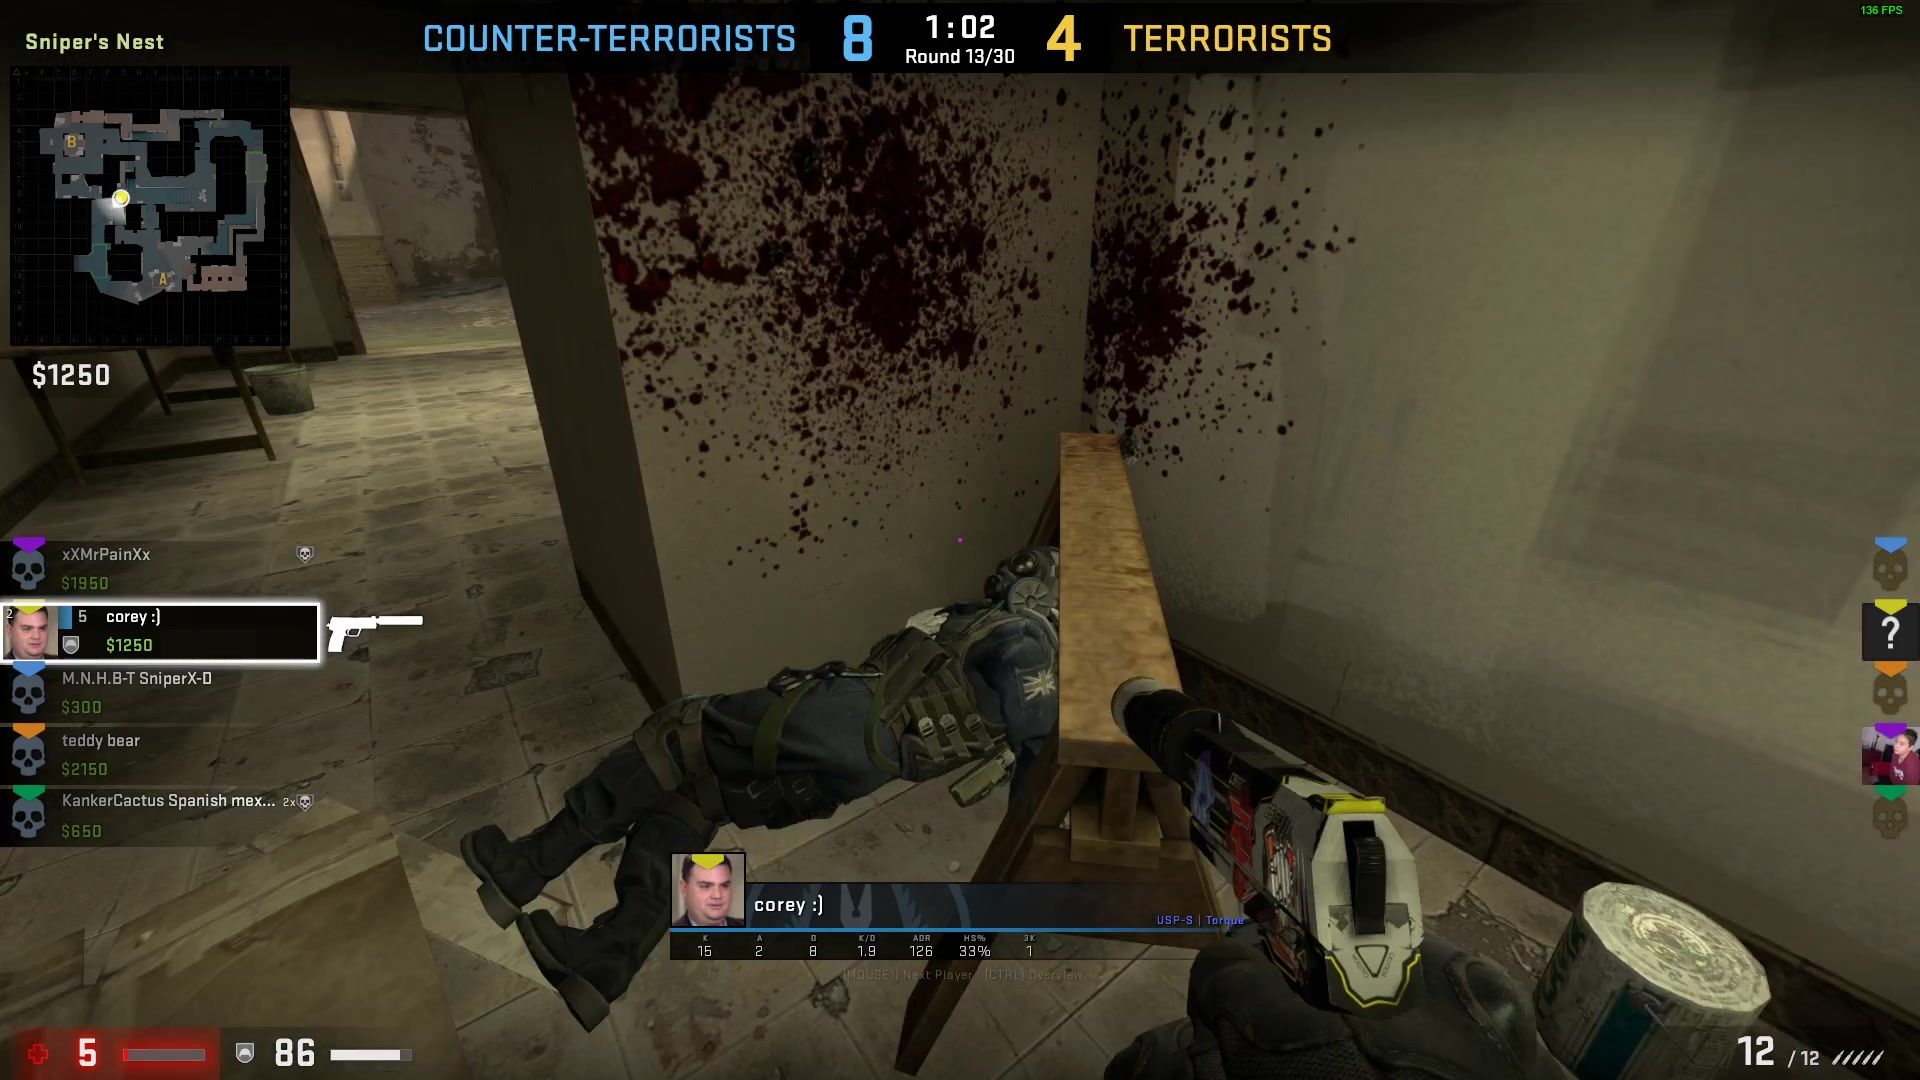 136 FPS
Sniper's Nest
COUNTER-TERRORISTS 8 1:02 4 TERRORISTS
Round 13/30
B
A
$1250
xXMrPainXx
$1950
2 5 corey :)
$1250
M.N.H.B-T SniperX-D
$300
teddy bear
$2150
KankerCactus Spanish mex... 2x
$650
?
corey :)
USP-S | Torque
K A D K/D ADR HS% 3K
15 2 8 1.9 126 33% 1
[MOUSE1] Next Player [CTRL] Overview
5 86
12 / 12